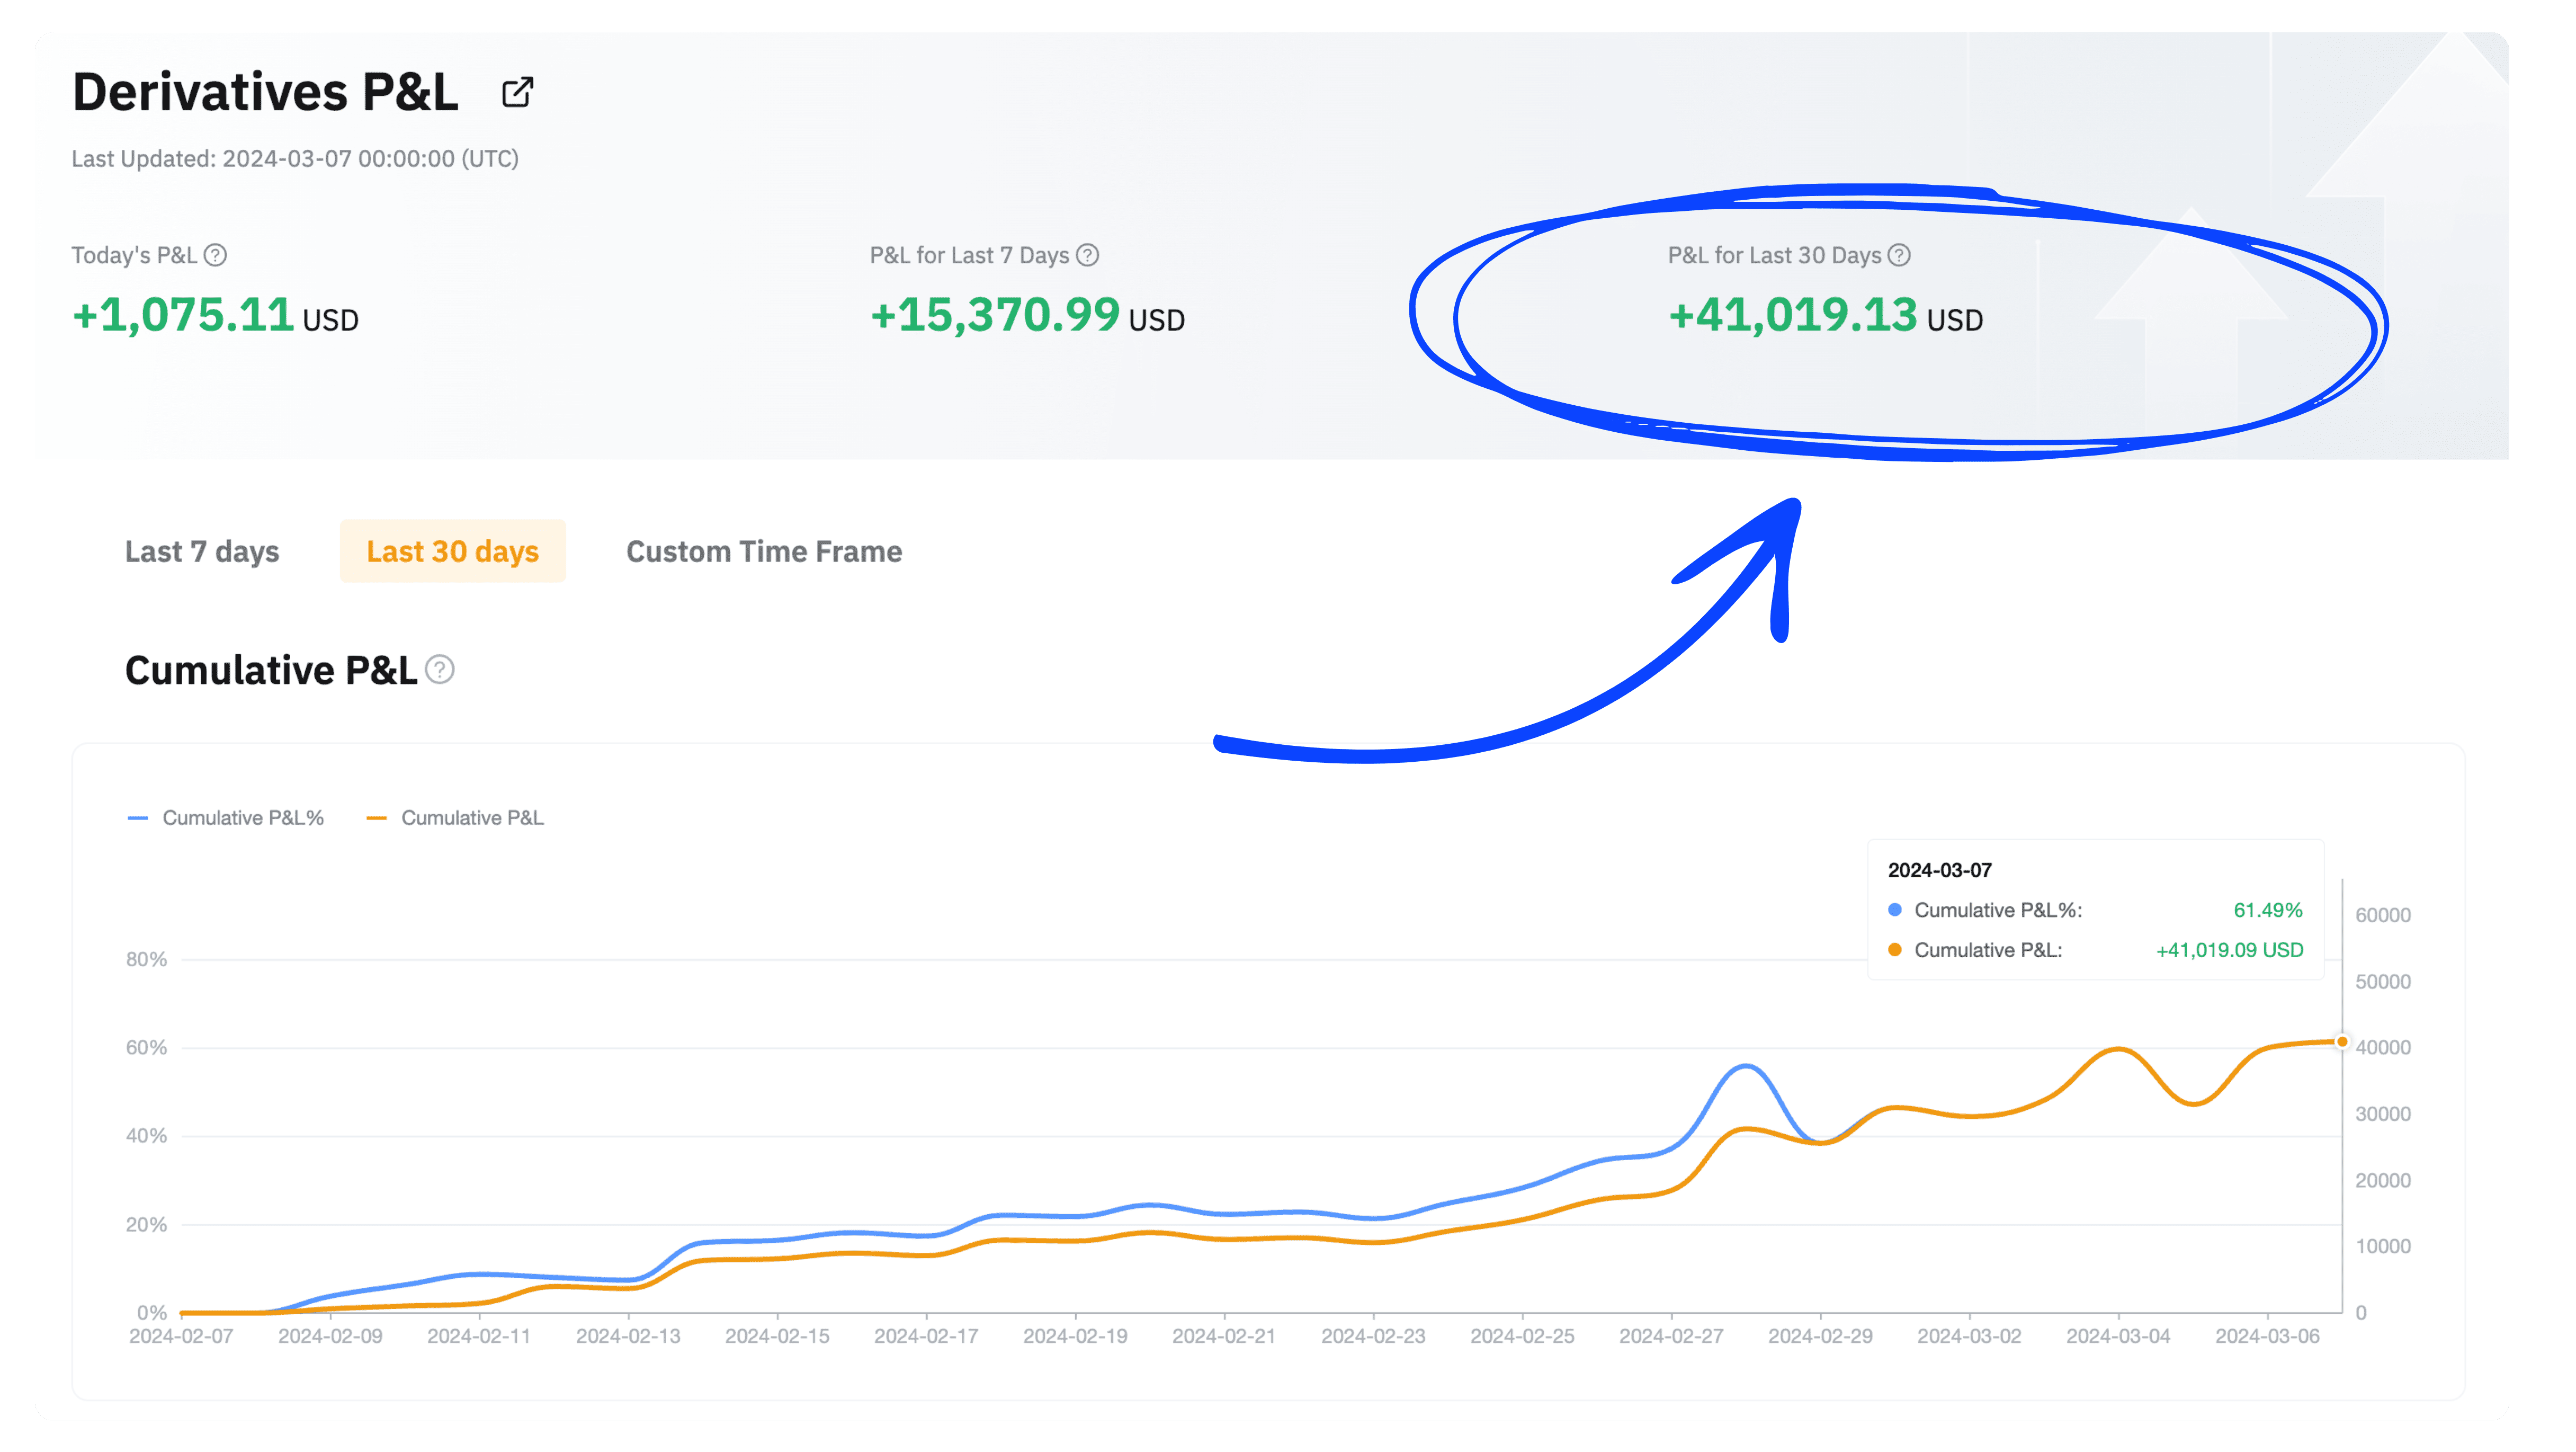 Derivatives P&L
Last Updated: 2024-03-07 00:00:00 (UTC)
Today's P&L
+1,075.11 USD
P&L for Last 7 Days
+15,370.99 USD
P&L for Last 30 Days
+41,019.13 USD
Last 7 days Last 30 days Custom Time Frame
Cumulative P&L
Cumulative P&L% Cumulative P&L
2024-03-07
Cumulative P&L%: 61.49%
Cumulative P&L: +41,019.09 USD
80%
60%
40%
20%
0%
60000
50000
40000
30000
20000
10000
0
2024-02-07 2024-02-09 2024-02-11 2024-02-13 2024-02-15 2024-02-17 2024-02-19 2024-02-21 2024-02-23 2024-02-25 2024-02-27 2024-02-29 2024-03-02 2024-03-04 2024-03-06